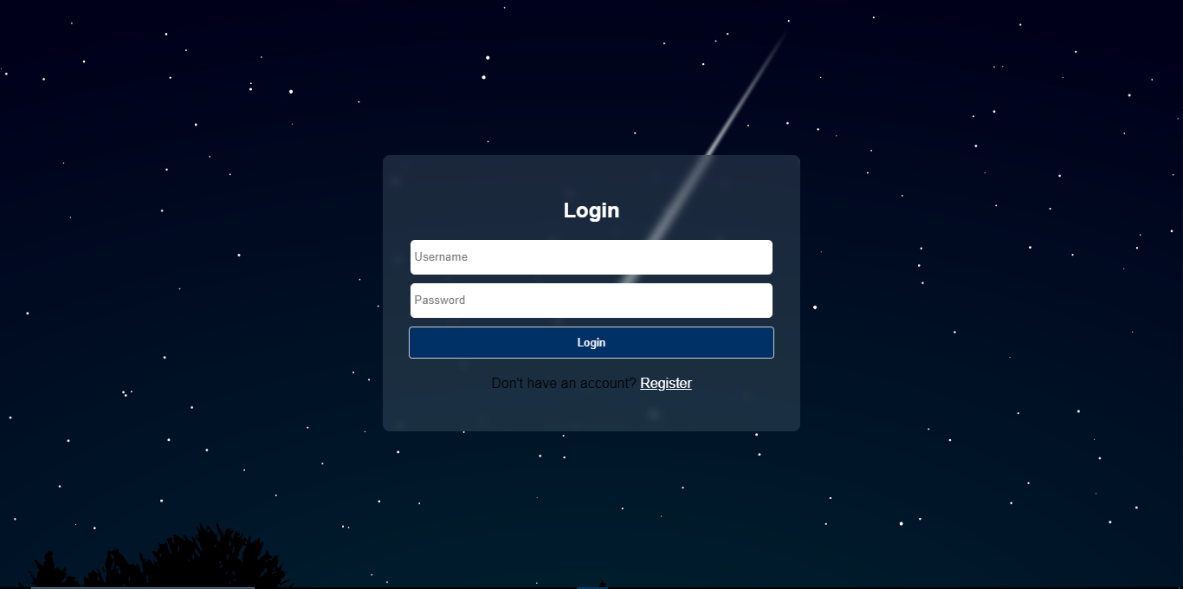 Login
Username
Password
Login
Don't have an account? Register